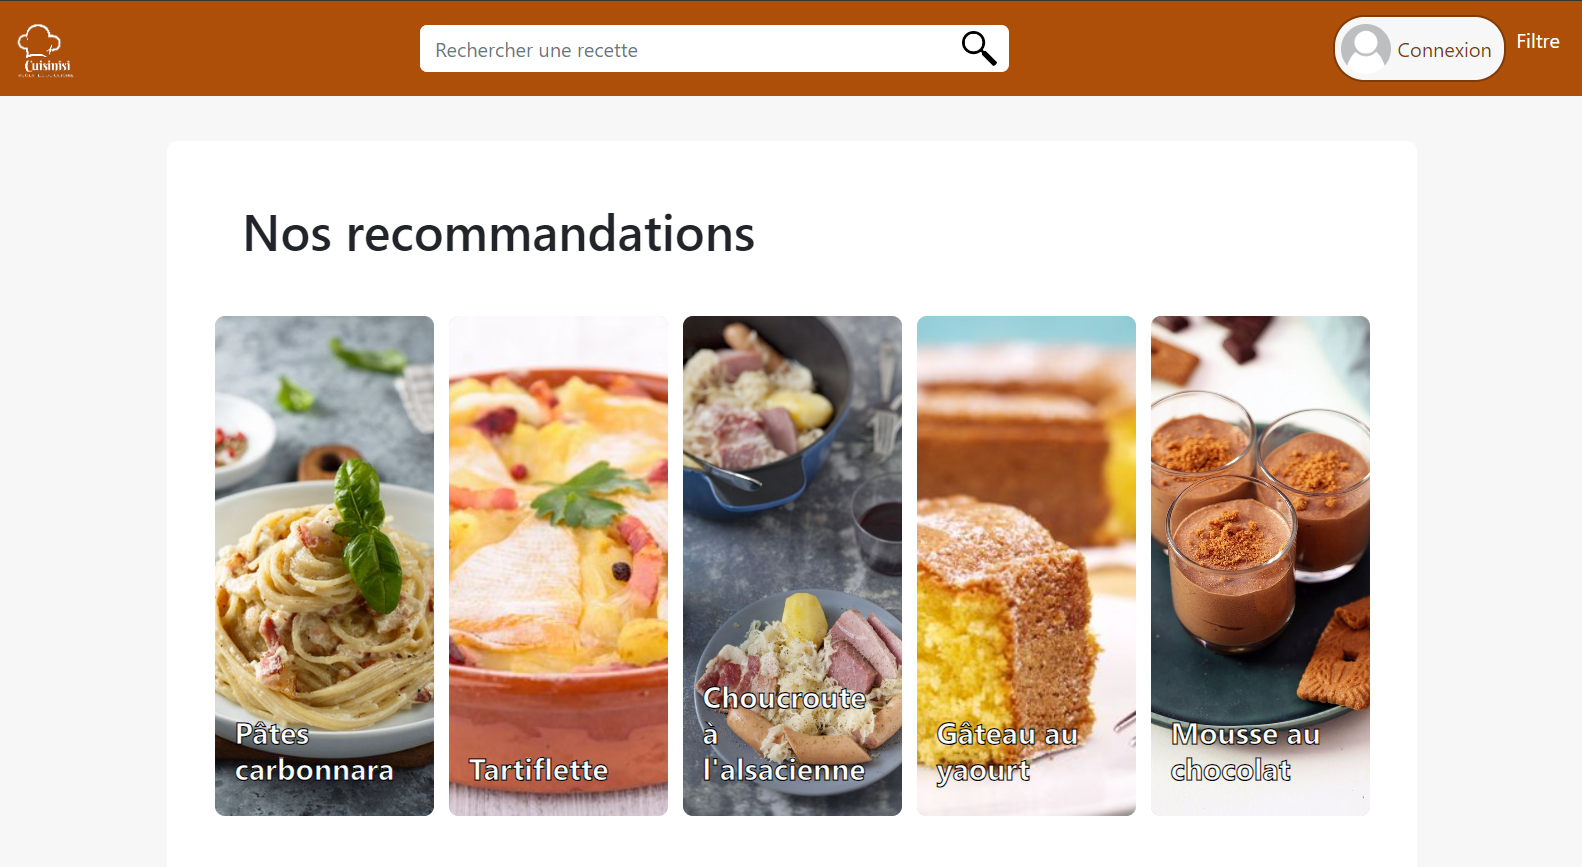 Cuisinisi
Rechercher une recette
Connexion
Filtre
Nos recommandations
Pâtes
carbonnara
Tartiflette
Choucroute
à
l'alsacienne
Gâteau au
yaourt
Mousse au
chocolat